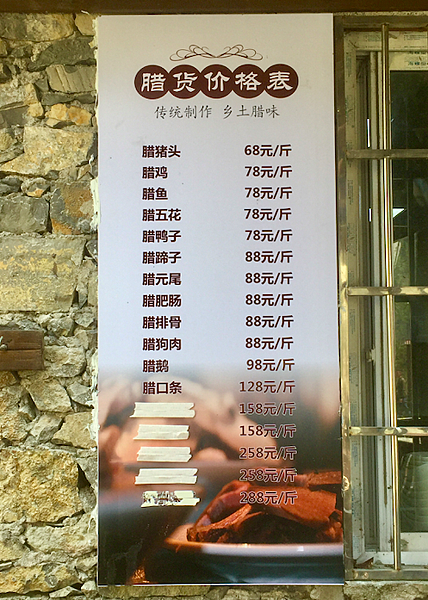 腊货价格表
传统制作 乡土腊味
腊猪头 68元/斤
腊鸡 78元/斤
腊鱼 78元/斤
腊五花 78元/斤
腊鸭子 78元/斤
腊蹄子 88元/斤
腊元尾 88元/斤
腊肥肠 88元/斤
腊排骨 88元/斤
腊狗肉 88元/斤
腊鹅 98元/斤
腊口条 128元/斤
158元/斤
158元/斤
258元/斤
258元/斤
288元/斤